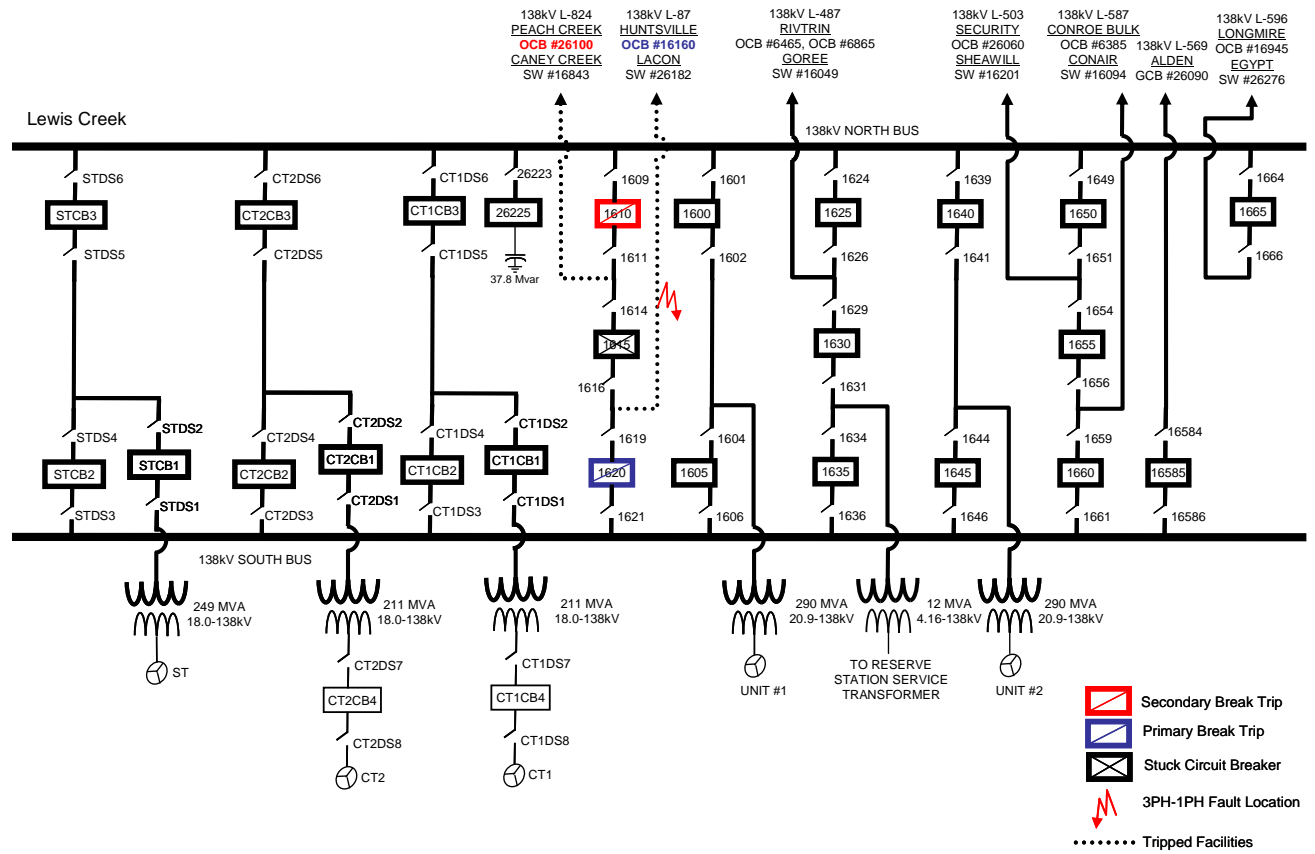 138kV L-824
PEACH CREEK
OCB #26100
CANEY CREEK
SW #16843
138kV L-87
HUNTSVILLE
OCB #16160
LACON
SW #26182
138kV L-487
RIVTRIN
OCB #6465, OCB #6865
GOREE
SW #16049
138kV L-503
SECURITY
OCB #26060
SHEAWILL
SW #16201
138kV L-587
CONROE BULK
OCB #6385
CONAIR
SW #16094
138kV L-569
ALDEN
GCB #26090
138kV L-596
LONGMIRE
OCB #16945
EGYPT
SW #26276
Lewis Creek
138kV NORTH BUS
STDS6
STCB3
STDS5
STDS4
STCB2
STDS3
STDS2
STCB1
STDS1
CT2DS6
CT2CB3
CT2DS5
CT2DS4
CT2CB2
CT2DS3
CT2DS2
CT2CB1
CT2DS1
CT1DS6
CT1CB3
CT1DS5
CT1DS4
CT1CB2
CT1DS3
CT1DS2
CT1CB1
CT1DS1
26223
26225
37.8 Mvar
1609
1610
1611
1614
1615
1616
1619
1620
1621
1601
1600
1602
1604
1605
1606
1624
1625
1626
1629
1630
1631
1634
1635
1636
1639
1640
1641
1644
1645
1646
1649
1650
1651
1654
1655
1656
1659
1660
1661
16584
16585
16586
1664
1665
1666
138kV SOUTH BUS
249 MVA
18.0-138kV
ST
211 MVA
18.0-138kV
CT2DS7
CT2CB4
CT2DS8
CT2
211 MVA
18.0-138kV
CT1DS7
CT1CB4
CT1DS8
CT1
290 MVA
20.9-138kV
UNIT #1
12 MVA
4.16-138kV
TO RESERVE
STATION SERVICE
TRANSFORMER
290 MVA
20.9-138kV
UNIT #2
Secondary Break Trip
Primary Break Trip
Stuck Circuit Breaker
3PH-1PH Fault Location
Tripped Facilities